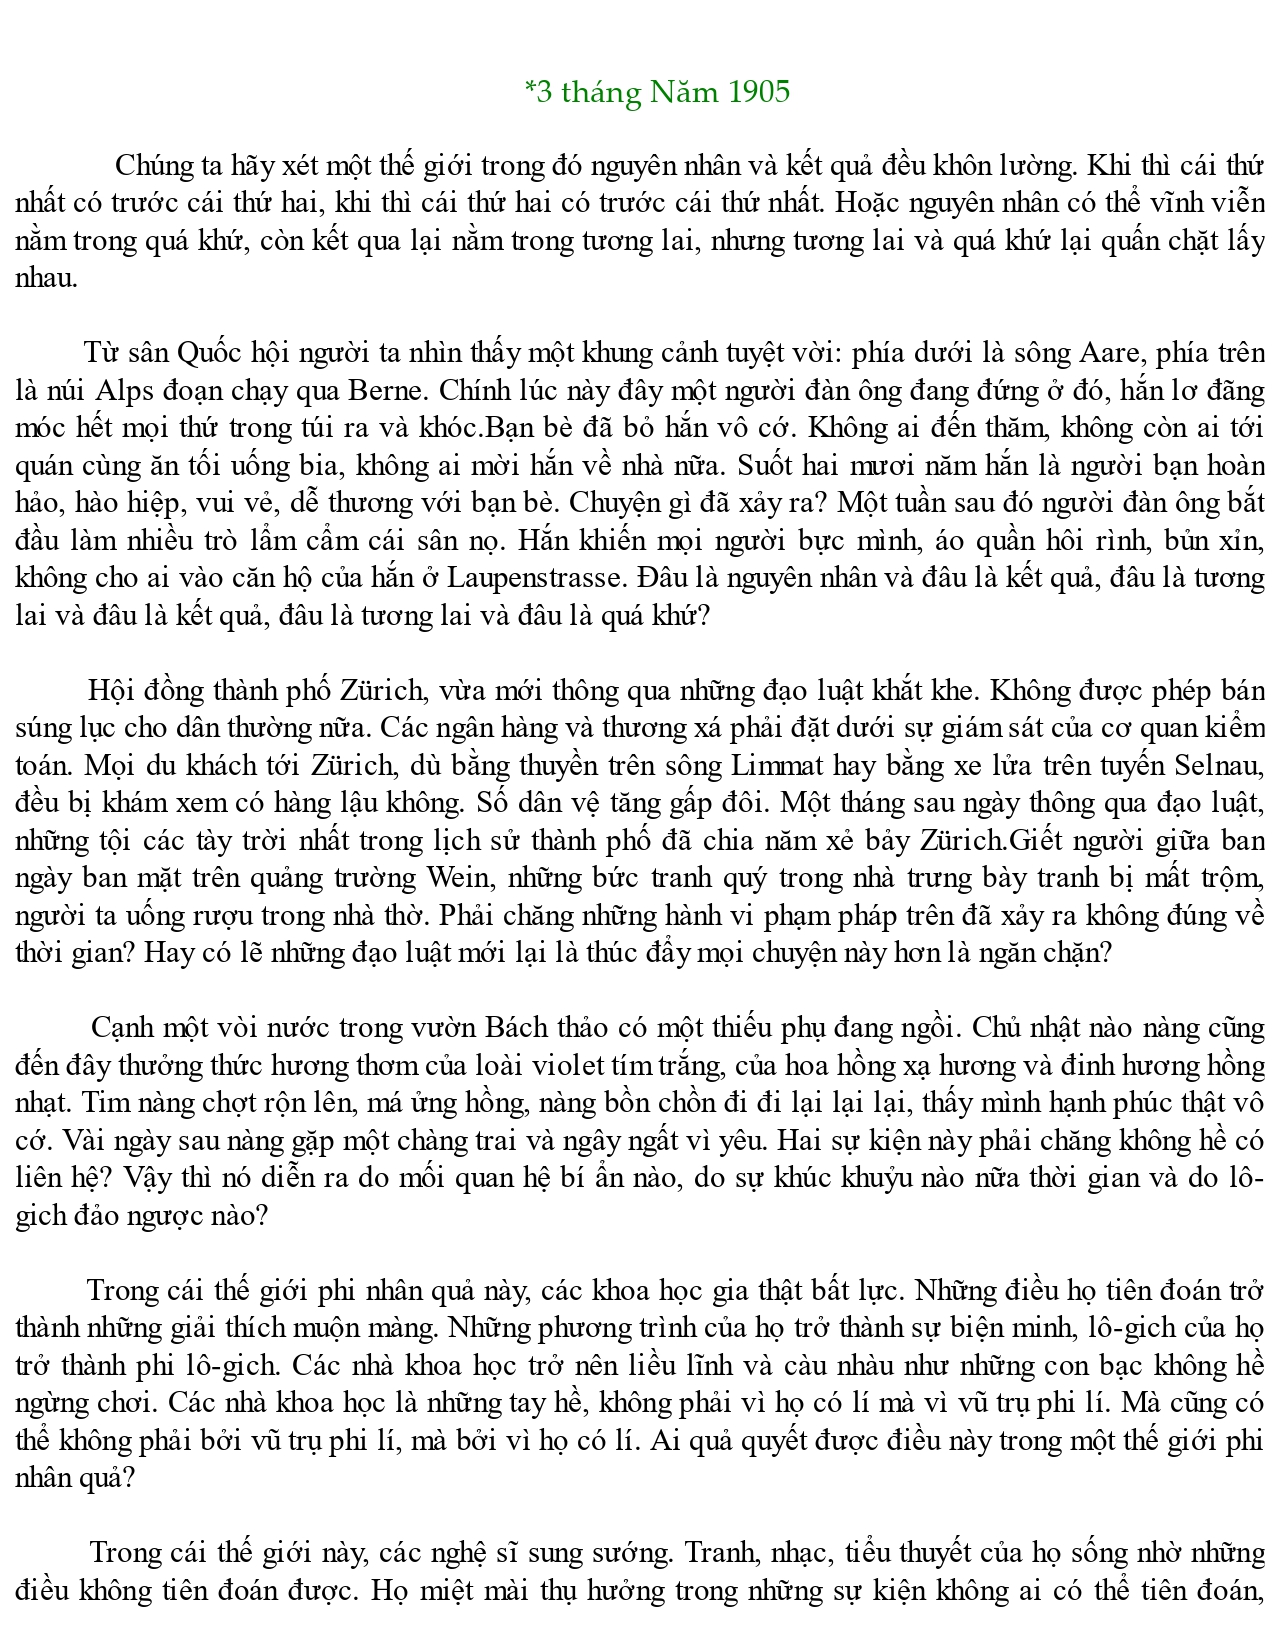 *3 tháng Năm 1905
Chúng ta hãy xét một thế giới trong đó nguyên nhân và kết quả đều khôn lường. Khi thì cái thứ
nhất có trước cái thứ hai, khi thì cái thứ hai có trước cái thứ nhất. Hoặc nguyên nhân có thể vĩnh viễn
nằm trong quá khứ, còn kết qua lại nằm trong tương lai, nhưng tương lai và quá khứ lại quấn chặt lấy
nhau.
Từ sân Quốc hội người ta nhìn thấy một khung cảnh tuyệt vời: phía dưới là sông Aare, phía trên
là núi Alps đoạn chạy qua Berne. Chính lúc này đây một người đàn ông đang đứng ở đó, hắn lơ đãng
móc hết mọi thứ trong túi ra và khóc.Bạn bè đã bỏ hắn vô cớ. Không ai đến thăm, không còn ai tới
quán cùng ăn tối uống bia, không ai mời hắn về nhà nữa. Suốt hai mươi năm hắn là người bạn hoàn
hảo, hào hiệp, vui vẻ, dễ thương với bạn bè. Chuyện gì đã xảy ra? Một tuần sau đó người đàn ông bắt
đầu làm nhiều trò lẩm cẩm cái sân nọ. Hắn khiến mọi người bực mình, áo quần hôi rình, bủn xỉn,
không cho ai vào căn hộ của hắn ở Laupenstrasse. Đâu là nguyên nhân và đâu là kết quả, đâu là tương
lai và đâu là kết quả, đâu là tương lai và đâu là quá khứ?
Hội đồng thành phố Zürich, vừa mới thông qua những đạo luật khắt khe. Không được phép bán
súng lục cho dân thường nữa. Các ngân hàng và thương xá phải đặt dưới sự giám sát của cơ quan kiểm
toán. Mọi du khách tới Zürich, dù bằng thuyền trên sông Limmat hay bằng xe lửa trên tuyến Selnau,
đều bị khám xem có hàng lậu không. Số dân vệ tăng gấp đôi. Một tháng sau ngày thông qua đạo luật,
những tội các tày trời nhất trong lịch sử thành phố đã chia năm xẻ bảy Zürich.Giết người giữa ban
ngày ban mặt trên quảng trường Wein, những bức tranh quý trong nhà trưng bày tranh bị mất trộm,
người ta uống rượu trong nhà thờ. Phải chăng những hành vi phạm pháp trên đã xảy ra không đúng về
thời gian? Hay có lẽ những đạo luật mới lại là thúc đẩy mọi chuyện này hơn là ngăn chặn?
Cạnh một vòi nước trong vườn Bách thảo có một thiếu phụ đang ngồi. Chủ nhật nào nàng cũng
đến đây thưởng thức hương thơm của loài violet tím trắng, của hoa hồng xạ hương và đinh hương hồng
nhạt. Tim nàng chợt rộn lên, má ửng hồng, nàng bồn chồn đi đi lại lại lại, thấy mình hạnh phúc thật vô
cớ. Vài ngày sau nàng gặp một chàng trai và ngây ngất vì yêu. Hai sự kiện này phải chăng không hề có
liên hệ? Vậy thì nó diễn ra do mối quan hệ bí ẩn nào, do sự khúc khuỷu nào nữa thời gian và do lô-
gich đảo ngược nào?
Trong cái thế giới phi nhân quả này, các khoa học gia thật bất lực. Những điều họ tiên đoán trở
thành những giải thích muộn màng. Những phương trình của họ trở thành sự biện minh, lô-gich của họ
trở thành phi lô-gich. Các nhà khoa học trở nên liều lĩnh và càu nhàu như những con bạc không hề
ngừng chơi. Các nhà khoa học là những tay hề, không phải vì họ có lí mà vì vũ trụ phi lí. Mà cũng có
thể không phải bởi vũ trụ phi lí, mà bởi vì họ có lí. Ai quả quyết được điều này trong một thế giới phi
nhân quả?
Trong cái thế giới này, các nghệ sĩ sung sướng. Tranh, nhạc, tiểu thuyết của họ sống nhờ những
điều không tiên đoán được. Họ miệt mài thụ hưởng trong những sự kiện không ai có thể tiên đoán,